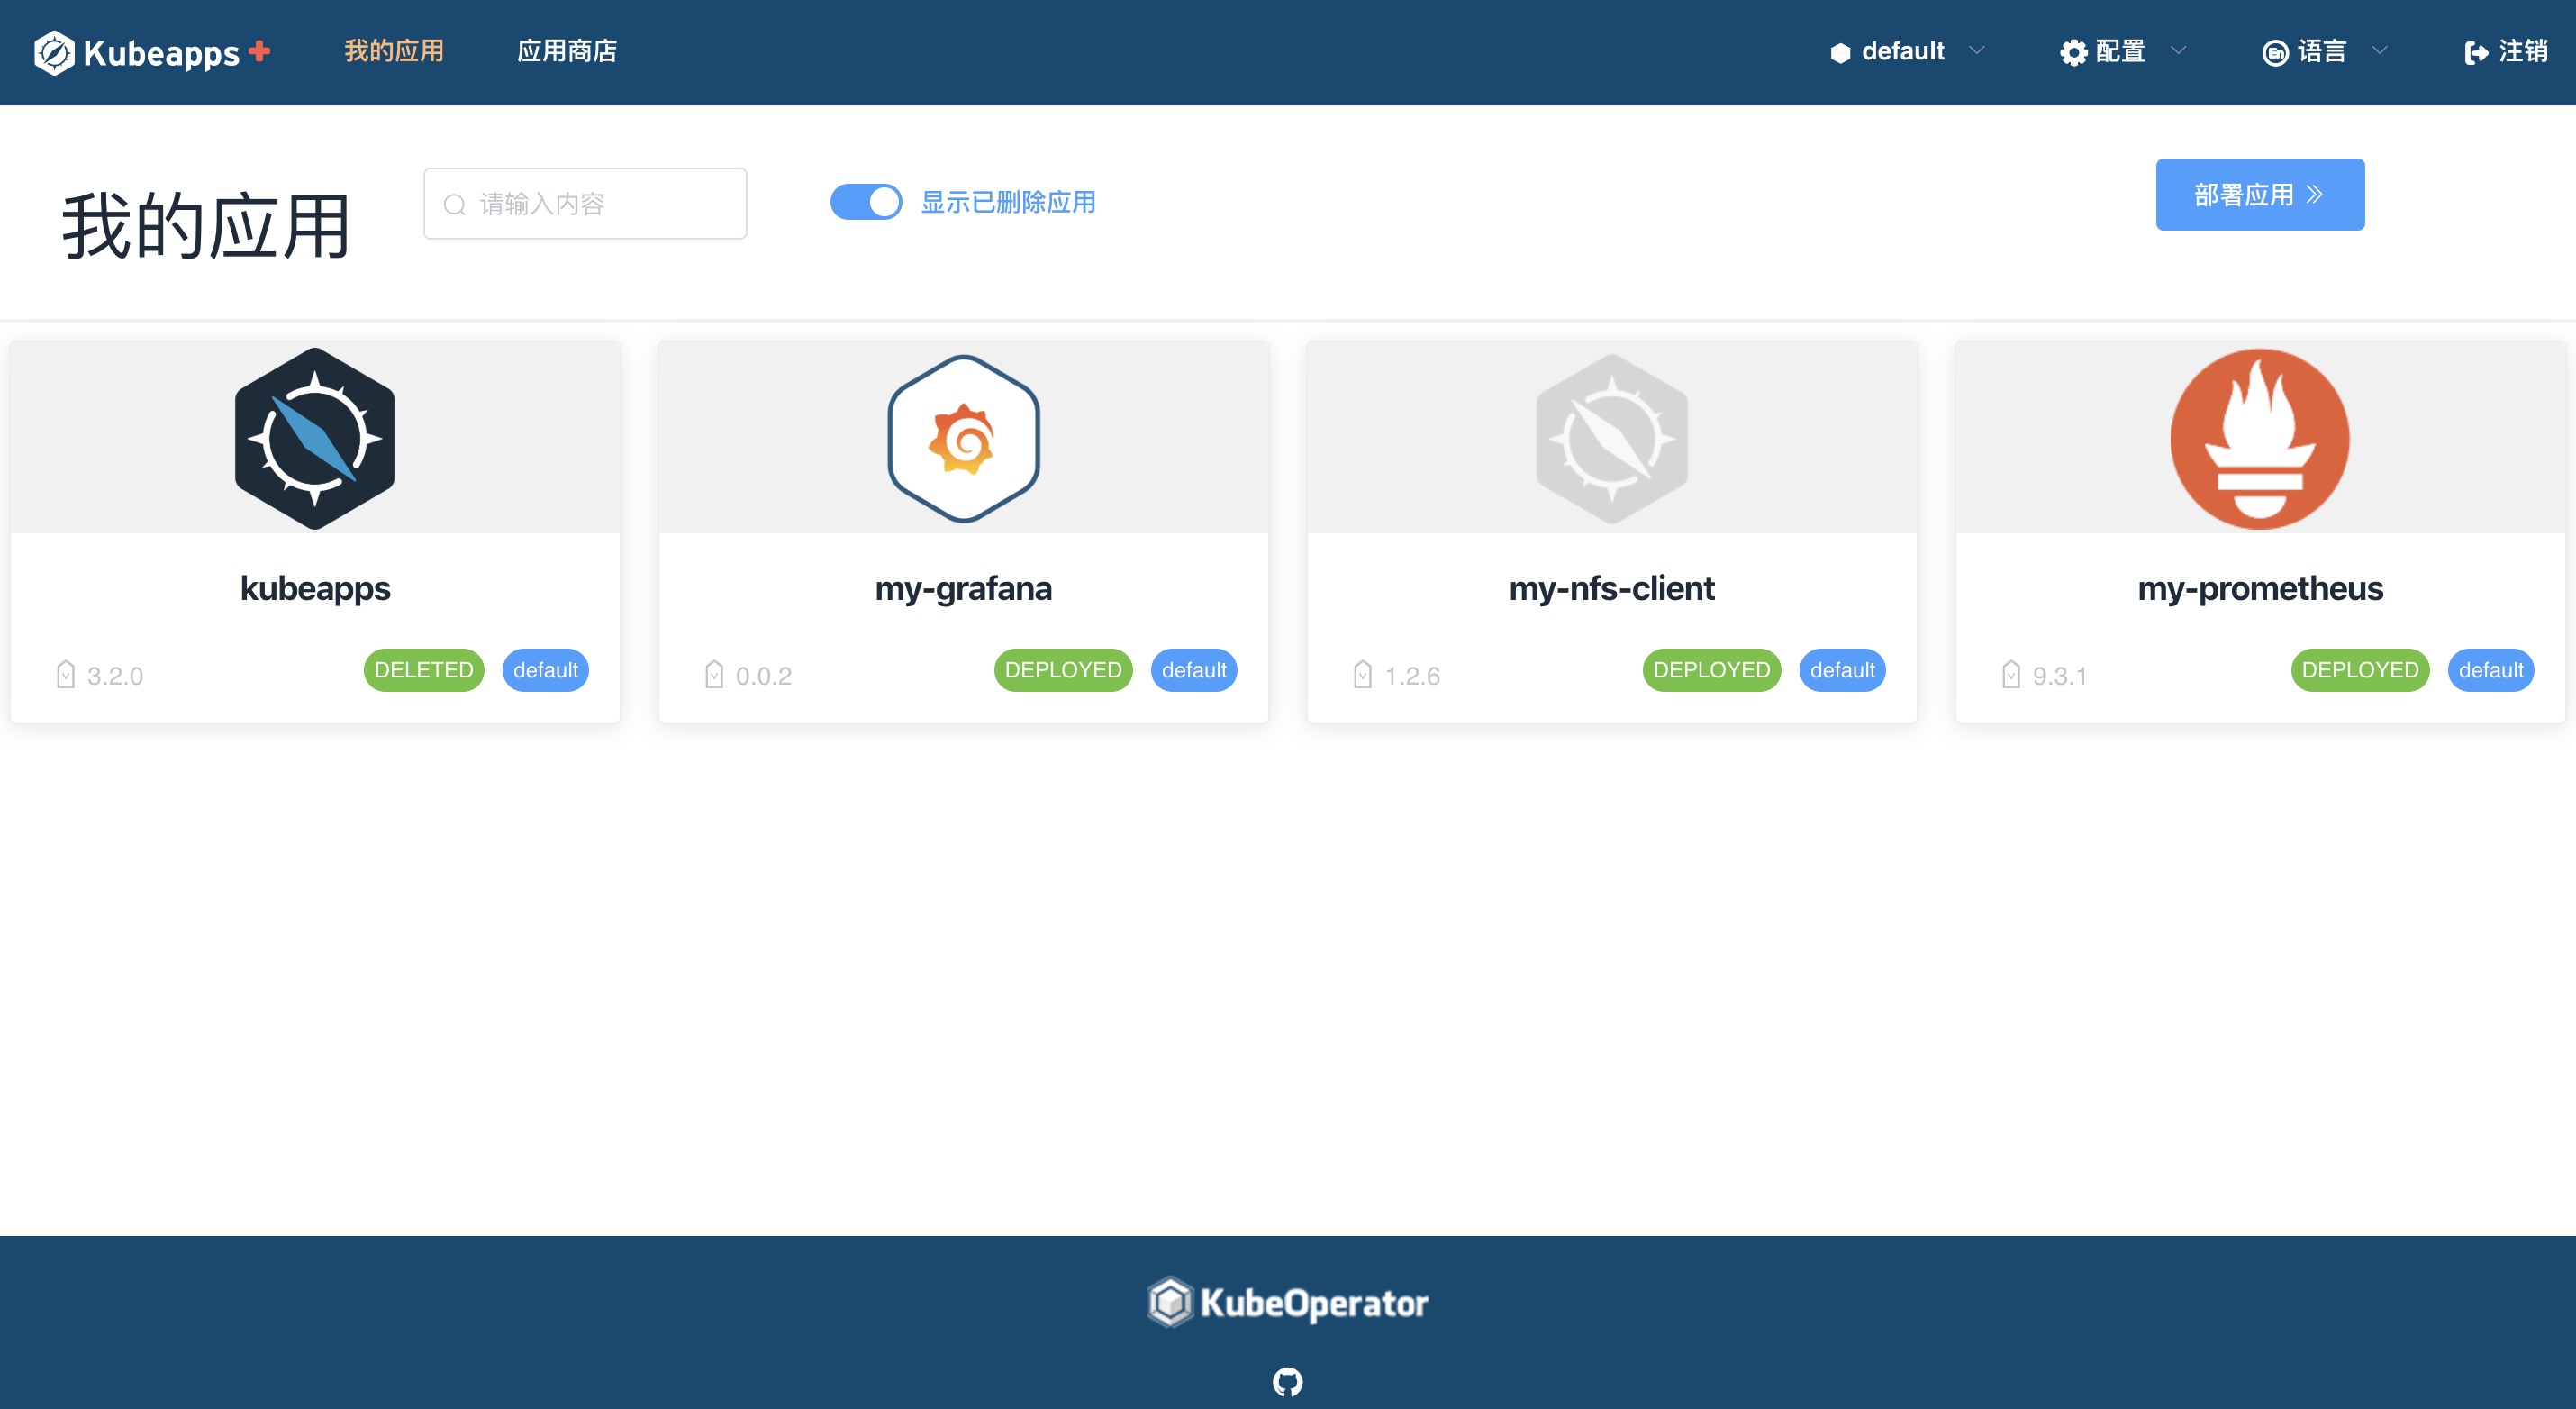 Kubeapps+ 我的应用 应用商店 default 配置 语言 注销
我的应用 请输入内容 显示已删除应用 部署应用
kubeapps
3.2.0 DELETED default
my-grafana
0.0.2 DEPLOYED default
my-nfs-client
1.2.6 DEPLOYED default
my-prometheus
9.3.1 DEPLOYED default
KubeOperator